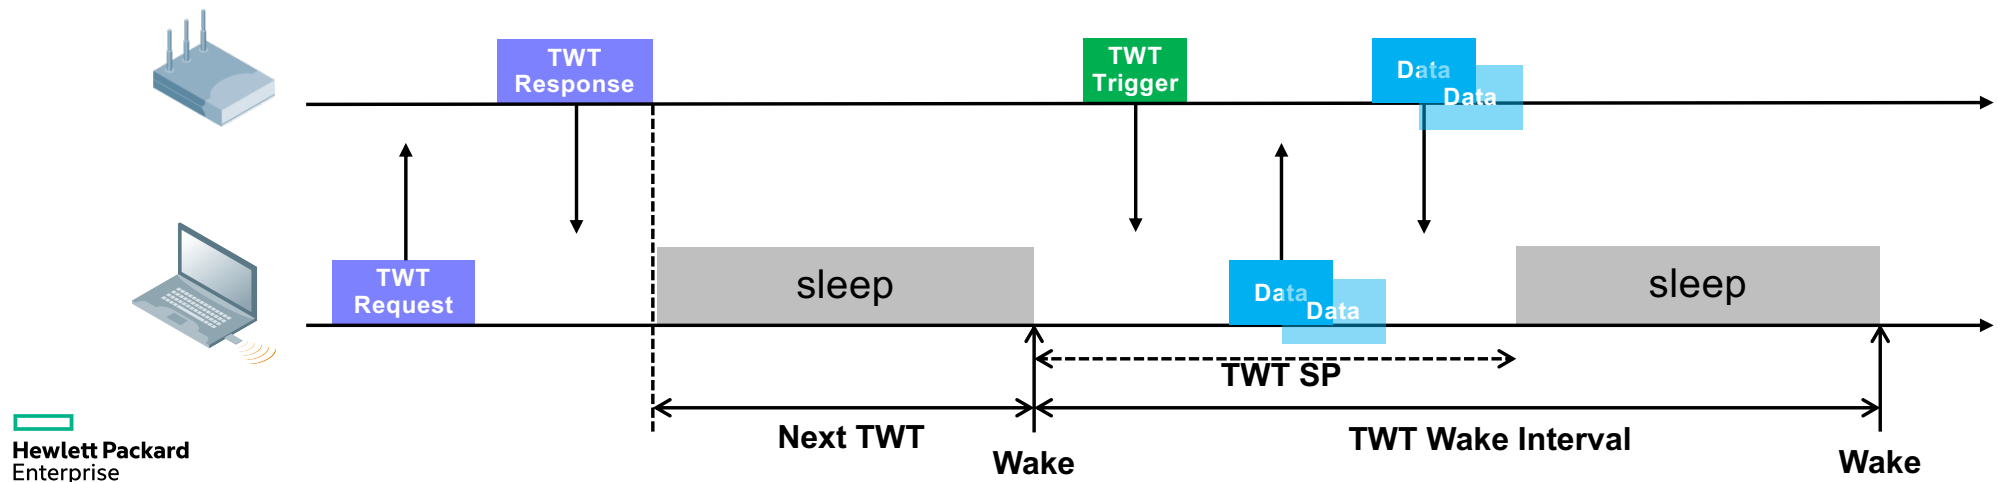 TWT
Response
TWT
Trigger
Data
Data
TWT
Request
sleep
Data
Data
sleep
TWT SP
Next TWT
TWT Wake Interval
Wake
Wake
Hewlett Packard
Enterprise